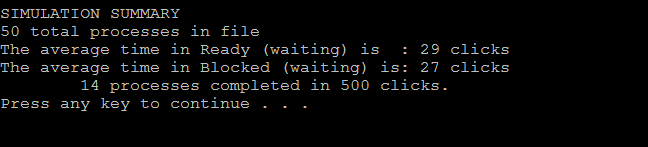 SIMULATION SUMMARY
50 total processes in file
The average time in Ready (waiting) is  : 29 clicks
The average time in Blocked (waiting) is: 27 clicks
        14 processes completed in 500 clicks.
Press any key to continue . . .